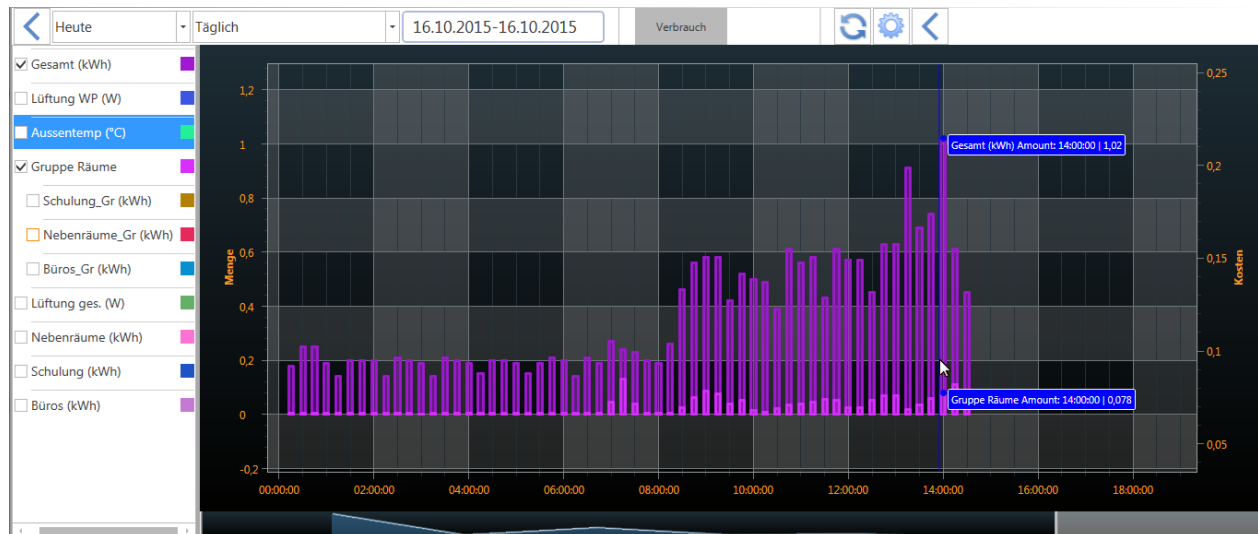 Heute Täglich 16.10.2015-16.10.2015 Verbrauch
Gesamt (kWh)
Lüftung WP (W)
Aussentemp (°C)
Gruppe Räume
Schulung_Gr (kWh)
Nebenräume_Gr (kWh)
Büros_Gr (kWh)
Lüftung ges. (W)
Nebenräume (kWh)
Schulung (kWh)
Büros (kWh)
Menge
1,2
1
0,8
0,6
0,4
0,2
0
-0,2
Gesamt (kWh) Amount: 14:00:00 | 1,02
Gruppe Räume Amount: 14:00:00 | 0,078
0,25
0,2
0,15
0,1
0,05
Kosten
00:00:00 02:00:00 04:00:00 06:00:00 08:00:00 10:00:00 12:00:00 14:00:00 16:00:00 18:00:00